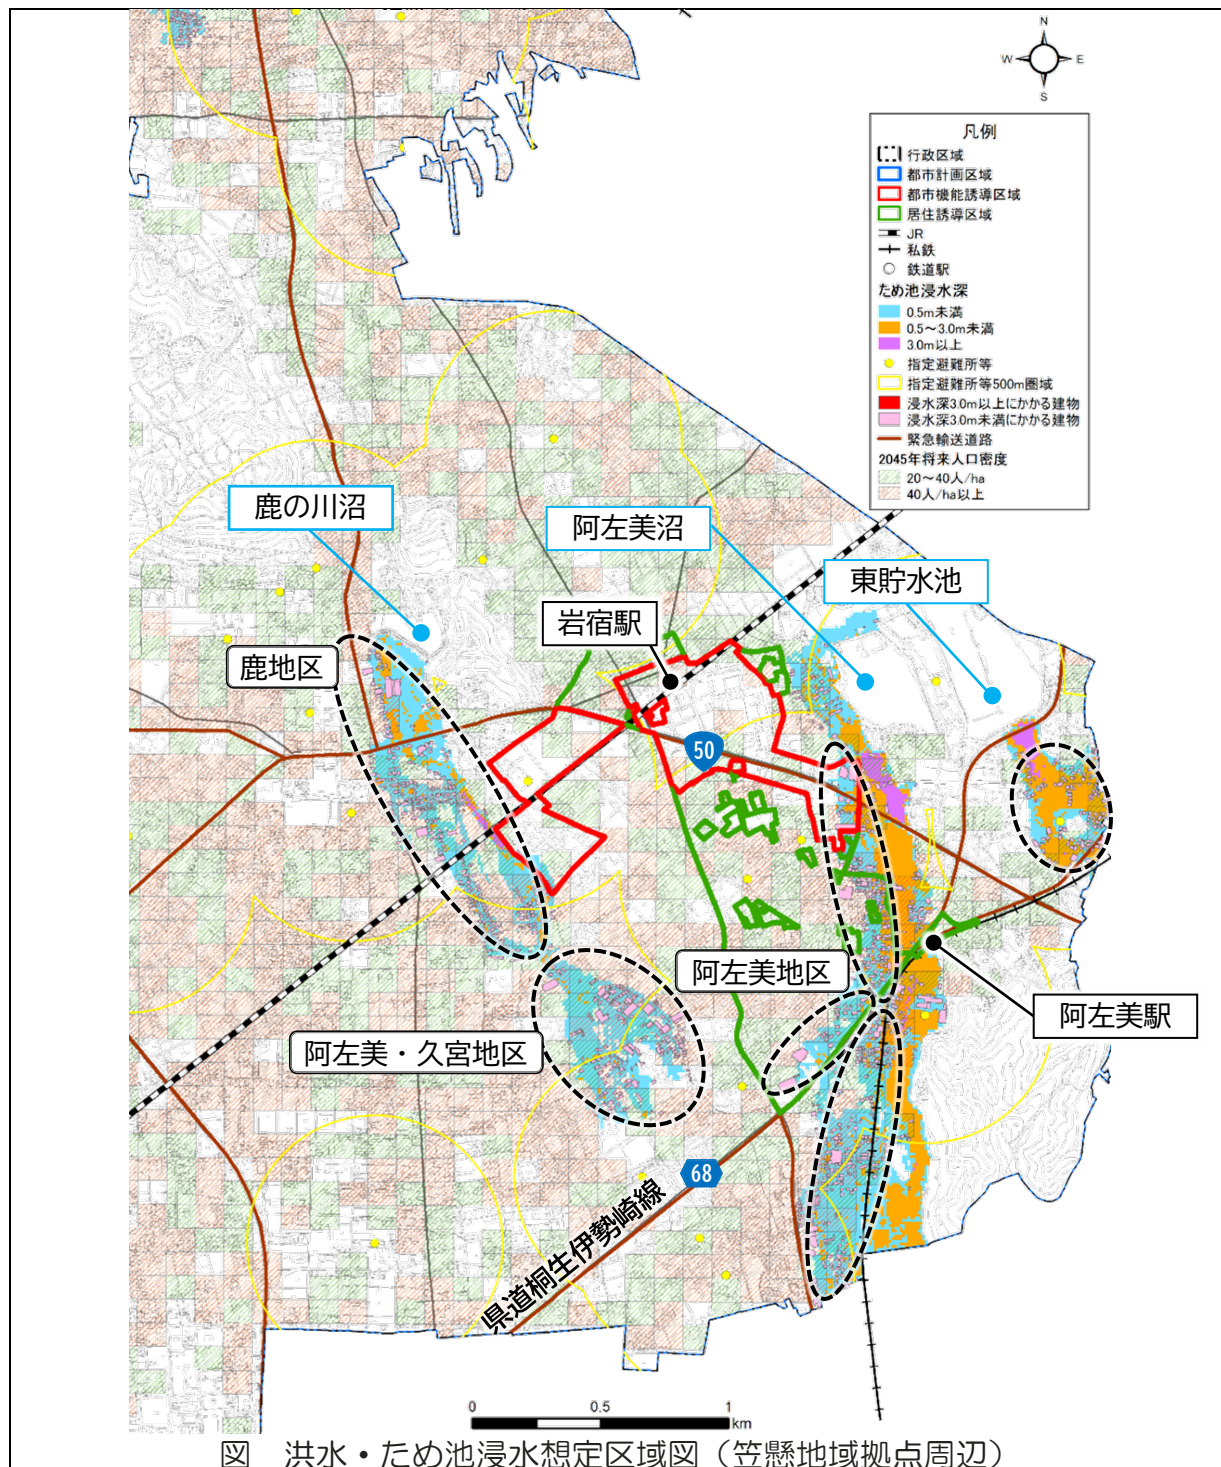 N
W
E
S
凡例
行政区域
都市計画区域
都市機能誘導区域
居住誘導区域
JR
私鉄
鉄道駅
ため池浸水深
0.5m未満
0.5～3.0m未満
3.0m以上
指定避難所等
指定避難所等500m圏域
浸水深3.0m以上にかかる建物
浸水深3.0m未満にかかる建物
緊急輸送道路
2045年将来人口密度
20～40人/ha
40人/ha以上
鹿の川沼
阿左美沼
東貯水池
岩宿駅
鹿地区
50
阿左美地区
阿左美駅
阿左美・久宮地区
68
県道桐生伊勢崎線
0 0.5 1
km
図 洪水・ため池浸水想定区域図（笠懸地域拠点周辺）